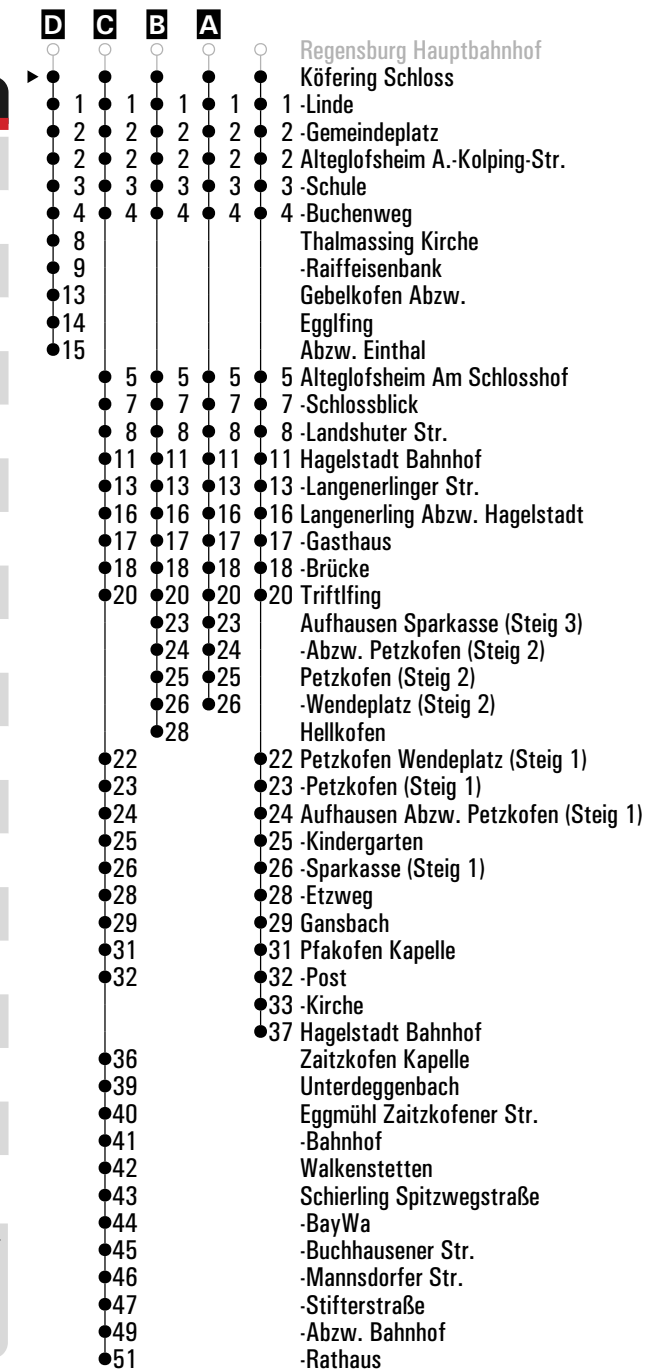 D C B A
Regensburg Hauptbahnhof
Köfering Schloss
1 1 1 1 1 -Linde
2 2 2 2 2 -Gemeindeplatz
2 2 2 2 2 Alteglofsheim A.-Kolping-Str.
3 3 3 3 3 -Schule
4 4 4 4 4 -Buchenweg
8 Thalmassing Kirche
9 -Raiffeisenbank
13 Gebelkofen Abzw.
14 Egglfing
15 Abzw. Einthal
5 5 5 5 Alteglofsheim Am Schlosshof
7 7 7 7 -Schlossblick
8 8 8 8 -Landshuter Str.
11 11 11 11 Hagelstadt Bahnhof
13 13 13 13 -Langenerlinger Str.
16 16 16 16 Langenerling Abzw. Hagelstadt
17 17 17 17 -Gasthaus
18 18 18 18 -Brücke
20 20 20 20 Triftlfing
23 23 Aufhausen Sparkasse (Steig 3)
24 24 -Abzw. Petzkofen (Steig 2)
25 25 Petzkofen (Steig 2)
26 26 -Wendeplatz (Steig 2)
28 Hellkofen
22 22 Petzkofen Wendeplatz (Steig 1)
23 23 -Petzkofen (Steig 1)
24 24 Aufhausen Abzw. Petzkofen (Steig 1)
25 25 -Kindergarten
26 26 -Sparkasse (Steig 1)
28 28 -Etzweg
29 29 Gansbach
31 31 Pfakofen Kapelle
32 32 -Post
33 -Kirche
37 Hagelstadt Bahnhof
36 Zaitzkofen Kapelle
39 Unterdeggenbach
40 Eggmühl Zaitzkofener Str.
41 -Bahnhof
42 Walkenstetten
43 Schierling Spitzwegstraße
44 -BayWa
45 -Buchhausener Str.
46 -Mannsdorfer Str.
47 -Stifterstraße
49 -Abzw. Bahnhof
51 -Rathaus